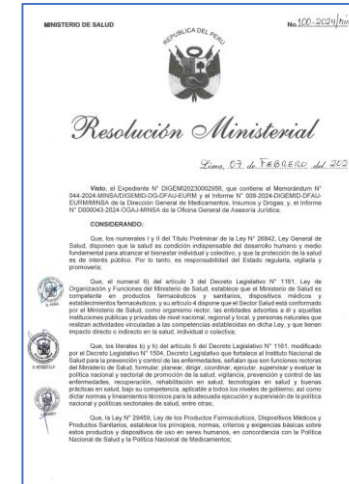 MINISTERIO DE SALUD
No. 100-2024/
REPUBLICA DEL PERU
Resolución Ministerial
Lima, 07 de FEBRERO del 202
Visto, el Expediente N° DIGEMI20230002956, que contiene el Memorándum N°
044-2024-MINSA/DIGEMID-DG-DFAU-EURM y el Informe N° 008-2024-DIGEMID-DFAU-
EURM/MINSA de la Dirección General de Medicamentos, Insumos y Drogas; y, el Informe
N° D000043-2024-OGAJ-MINSA de la Oficina General de Asesoría Jurídica;
CONSIDERANDO:
Que, los numerales I y II del Título Preliminar de la Ley N° 26842, Ley General de
Salud, disponen que la salud es condición indispensable del desarrollo humano y medio
fundamental para alcanzar el bienestar individual y colectivo, y que la protección de la salud
es de interés público. Por lo tanto, es responsabilidad del Estado regularla, vigilarla y
promoverla;
Que, el numeral 6) del artículo 3 del Decreto Legislativo N° 1161, Ley de
Organización y Funciones del Ministerio de Salud, establece que el Ministerio de Salud es
competente en productos farmacéuticos y sanitarios, dispositivos médicos y
establecimientos farmacéuticos; y su artículo 4 dispone que el Sector Salud está conformado
por el Ministerio de Salud, como organismo rector, las entidades adscritas a él y aquellas
instituciones públicas y privadas de nivel nacional, regional y local, y personas naturales que
realizan actividades vinculadas a las competencias establecidas en dicha Ley, y que tienen
impacto directo o indirecto en la salud, individual o colectiva;
Que, los literales b) y h) del artículo 5 del Decreto Legislativo N° 1161, modificado
por el Decreto Legislativo N° 1504, Decreto Legislativo que fortalece al Instituto Nacional de
Salud para la prevención y control de las enfermedades, señalan que son funciones rectoras
del Ministerio de Salud, formular, planear, dirigir, coordinar, ejecutar, supervisar y evaluar la
política nacional y sectorial de promoción de la salud, vigilancia, prevención y control de las
enfermedades, recuperación, rehabilitación en salud, tecnologías en salud y buenas
prácticas en salud, bajo su competencia, aplicable a todos los niveles de gobierno; así como
dictar normas y lineamientos técnicos para la adecuada ejecución y supervisión de la política
nacional y políticas sectoriales de salud, entre otras;
Que, la Ley N° 29459, Ley de los Productos Farmacéuticos, Dispositivos Médicos y
Productos Sanitarios, establece los principios, normas, criterios y exigencias básicas sobre
estos productos y dispositivos de uso en seres humanos, en concordancia con la Política
Nacional de Salud y la Política Nacional de Medicamentos;